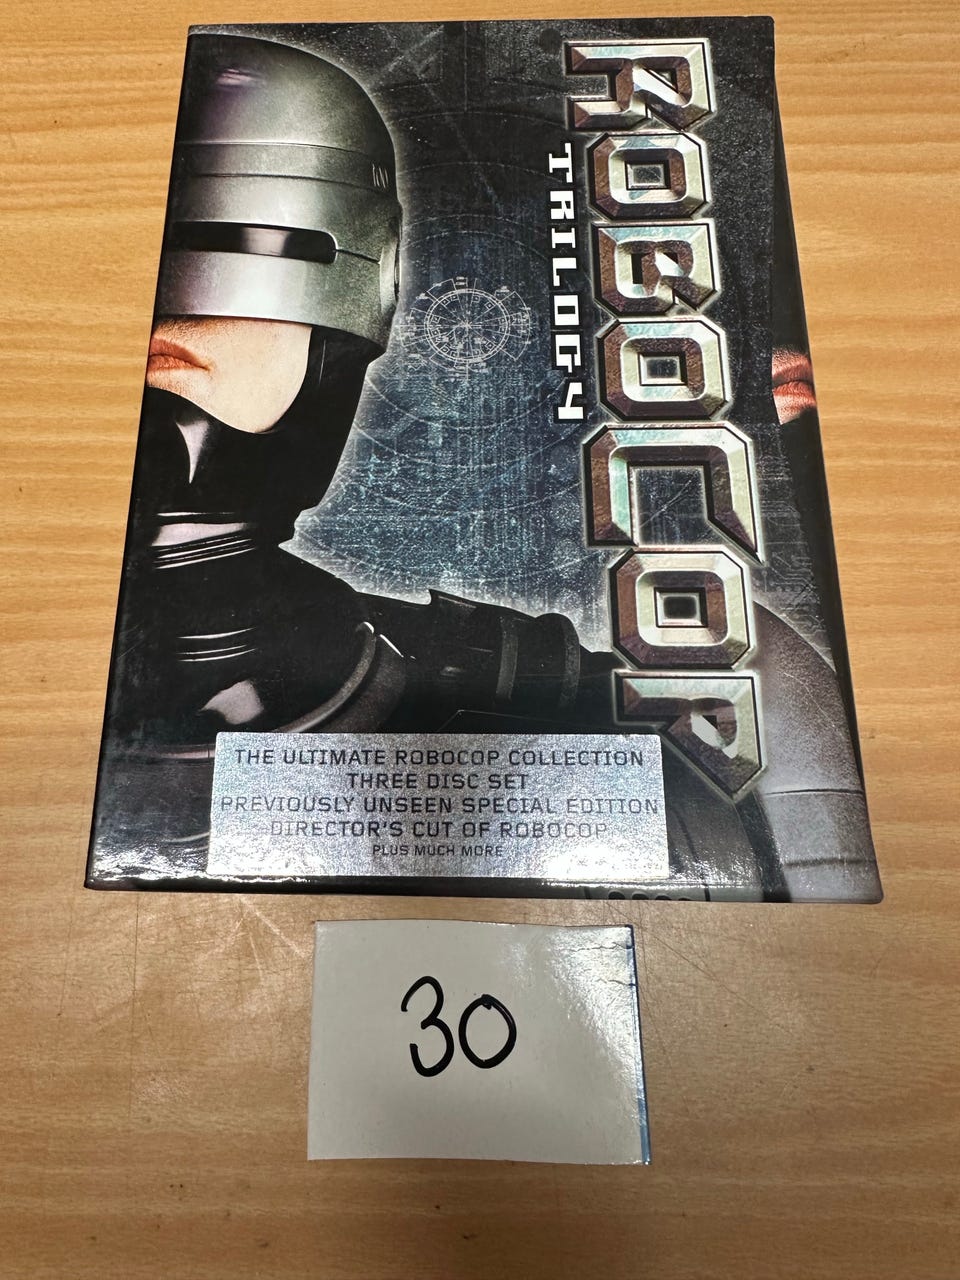 ROBOCOP
TRILOGY
THE ULTIMATE ROBOCOP COLLECTION
THREE DISC SET
PREVIOUSLY UNSEEN SPECIAL EDITION
DIRECTOR'S CUT OF ROBOCOP
PLUS MUCH MORE
30